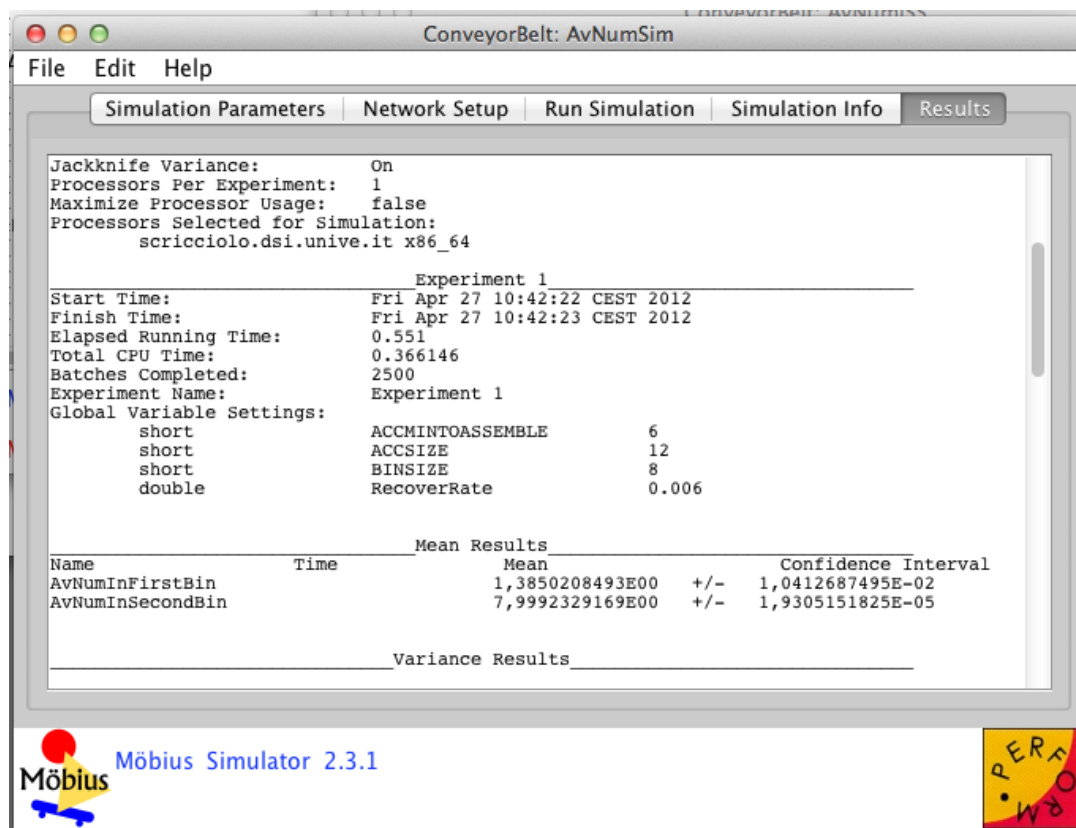 ConveyorBelt: AvNumSim
File Edit Help
Simulation Parameters Network Setup Run Simulation Simulation Info Results
Jackknife Variance: On
Processors Per Experiment: 1
Maximize Processor Usage: false
Processors Selected for Simulation:
scricciolo.dsi.unive.it x86_64
Experiment 1
Start Time: Fri Apr 27 10:42:22 CEST 2012
Finish Time: Fri Apr 27 10:42:23 CEST 2012
Elapsed Running Time: 0.551
Total CPU Time: 0.366146
Batches Completed: 2500
Experiment Name: Experiment 1
Global Variable Settings:
short ACCMINTOASSEMBLE 6
short ACCSIZE 12
short BINSIZE 8
double RecoverRate 0.006
Mean Results
Name Time Mean Confidence Interval
AvNumInFirstBin 1,3850208493E00 +/- 1,0412687495E-02
AvNumInSecondBin 7,9992329169E00 +/- 1,9305151825E-05
Variance Results
Möbius Möbius Simulator 2.3.1
PERFORM